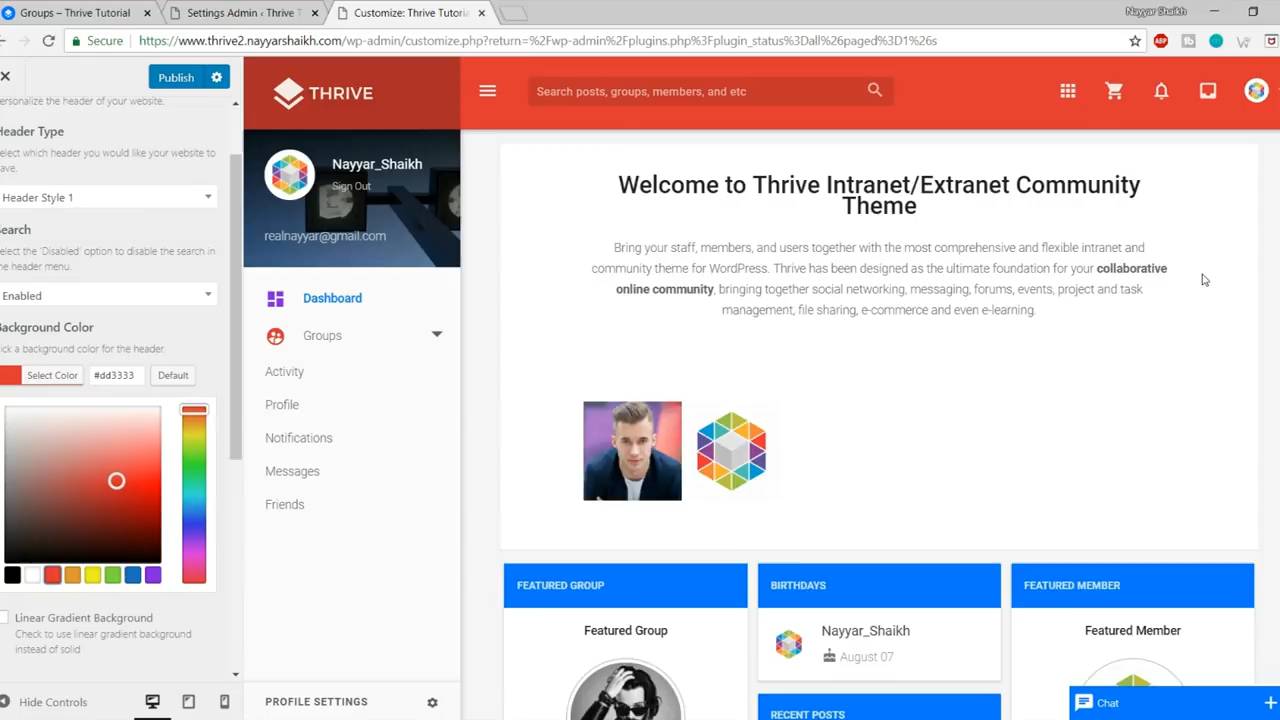 Groups – Thrive Tutorial
Settings Admin ‹ Thrive T
Customize: Thrive Tutoria
Nayyar Shaikh
Secure
https://www.thrive2.nayyarshaikh.com/wp-admin/customize.php?return=%2Fwp-admin%2Fplugins.php%3Fplugin_status%3Dall%26paged%3D1%26s
ABP
Publish
THRIVE
Search posts, groups, members, and etc
ersonalize the header of your website.
Header Type
elect which header you would like your website to
ave.
Header Style 1
Search
elect the 'Disabled' option to disable the search in
he header menu.
Enabled
Background Color
ick a background color for the header.
Select Color
#dd3333
Default
Linear Gradient Background
Check to use linear gradient background
instead of solid
Hide Controls
Nayyar_Shaikh
Sign Out
realnayyar@gmail.com
Dashboard
Groups
Activity
Profile
Notifications
Messages
Friends
PROFILE SETTINGS
Welcome to Thrive Intranet/Extranet Community
Theme
Bring your staff, members, and users together with the most comprehensive and flexible intranet and
community theme for WordPress. Thrive has been designed as the ultimate foundation for your collaborative
online community, bringing together social networking, messaging, forums, events, project and task
management, file sharing, e-commerce and even e-learning.
FEATURED GROUP
Featured Group
BIRTHDAYS
Nayyar_Shaikh
August 07
RECENT POSTS
FEATURED MEMBER
Featured Member
Chat